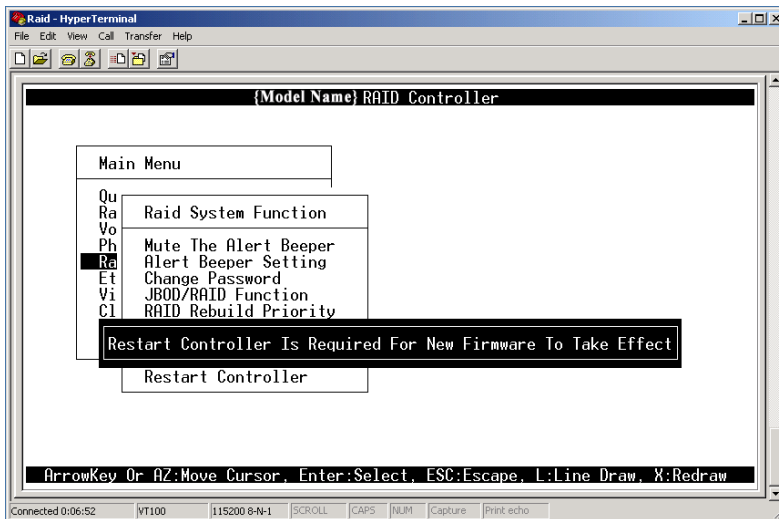 Raid - HyperTerminal
File Edit View Call Transfer Help
{Model Name} RAID Controller
Main Menu
Qu
Ra
Vo
Ph
Ra
Et
Vi
Cl
Raid System Function
Mute The Alert Beeper
Alert Beeper Setting
Change Password
JBOD/RAID Function
RAID Rebuild Priority
Restart Controller Is Required For New Firmware To Take Effect
Restart Controller
ArrowKey Or AZ:Move Cursor, Enter:Select, ESC:Escape, L:Line Draw, X:Redraw
Connected 0:06:52 VT100 115200 8-N-1 SCROLL CAPS NUM Capture Print echo